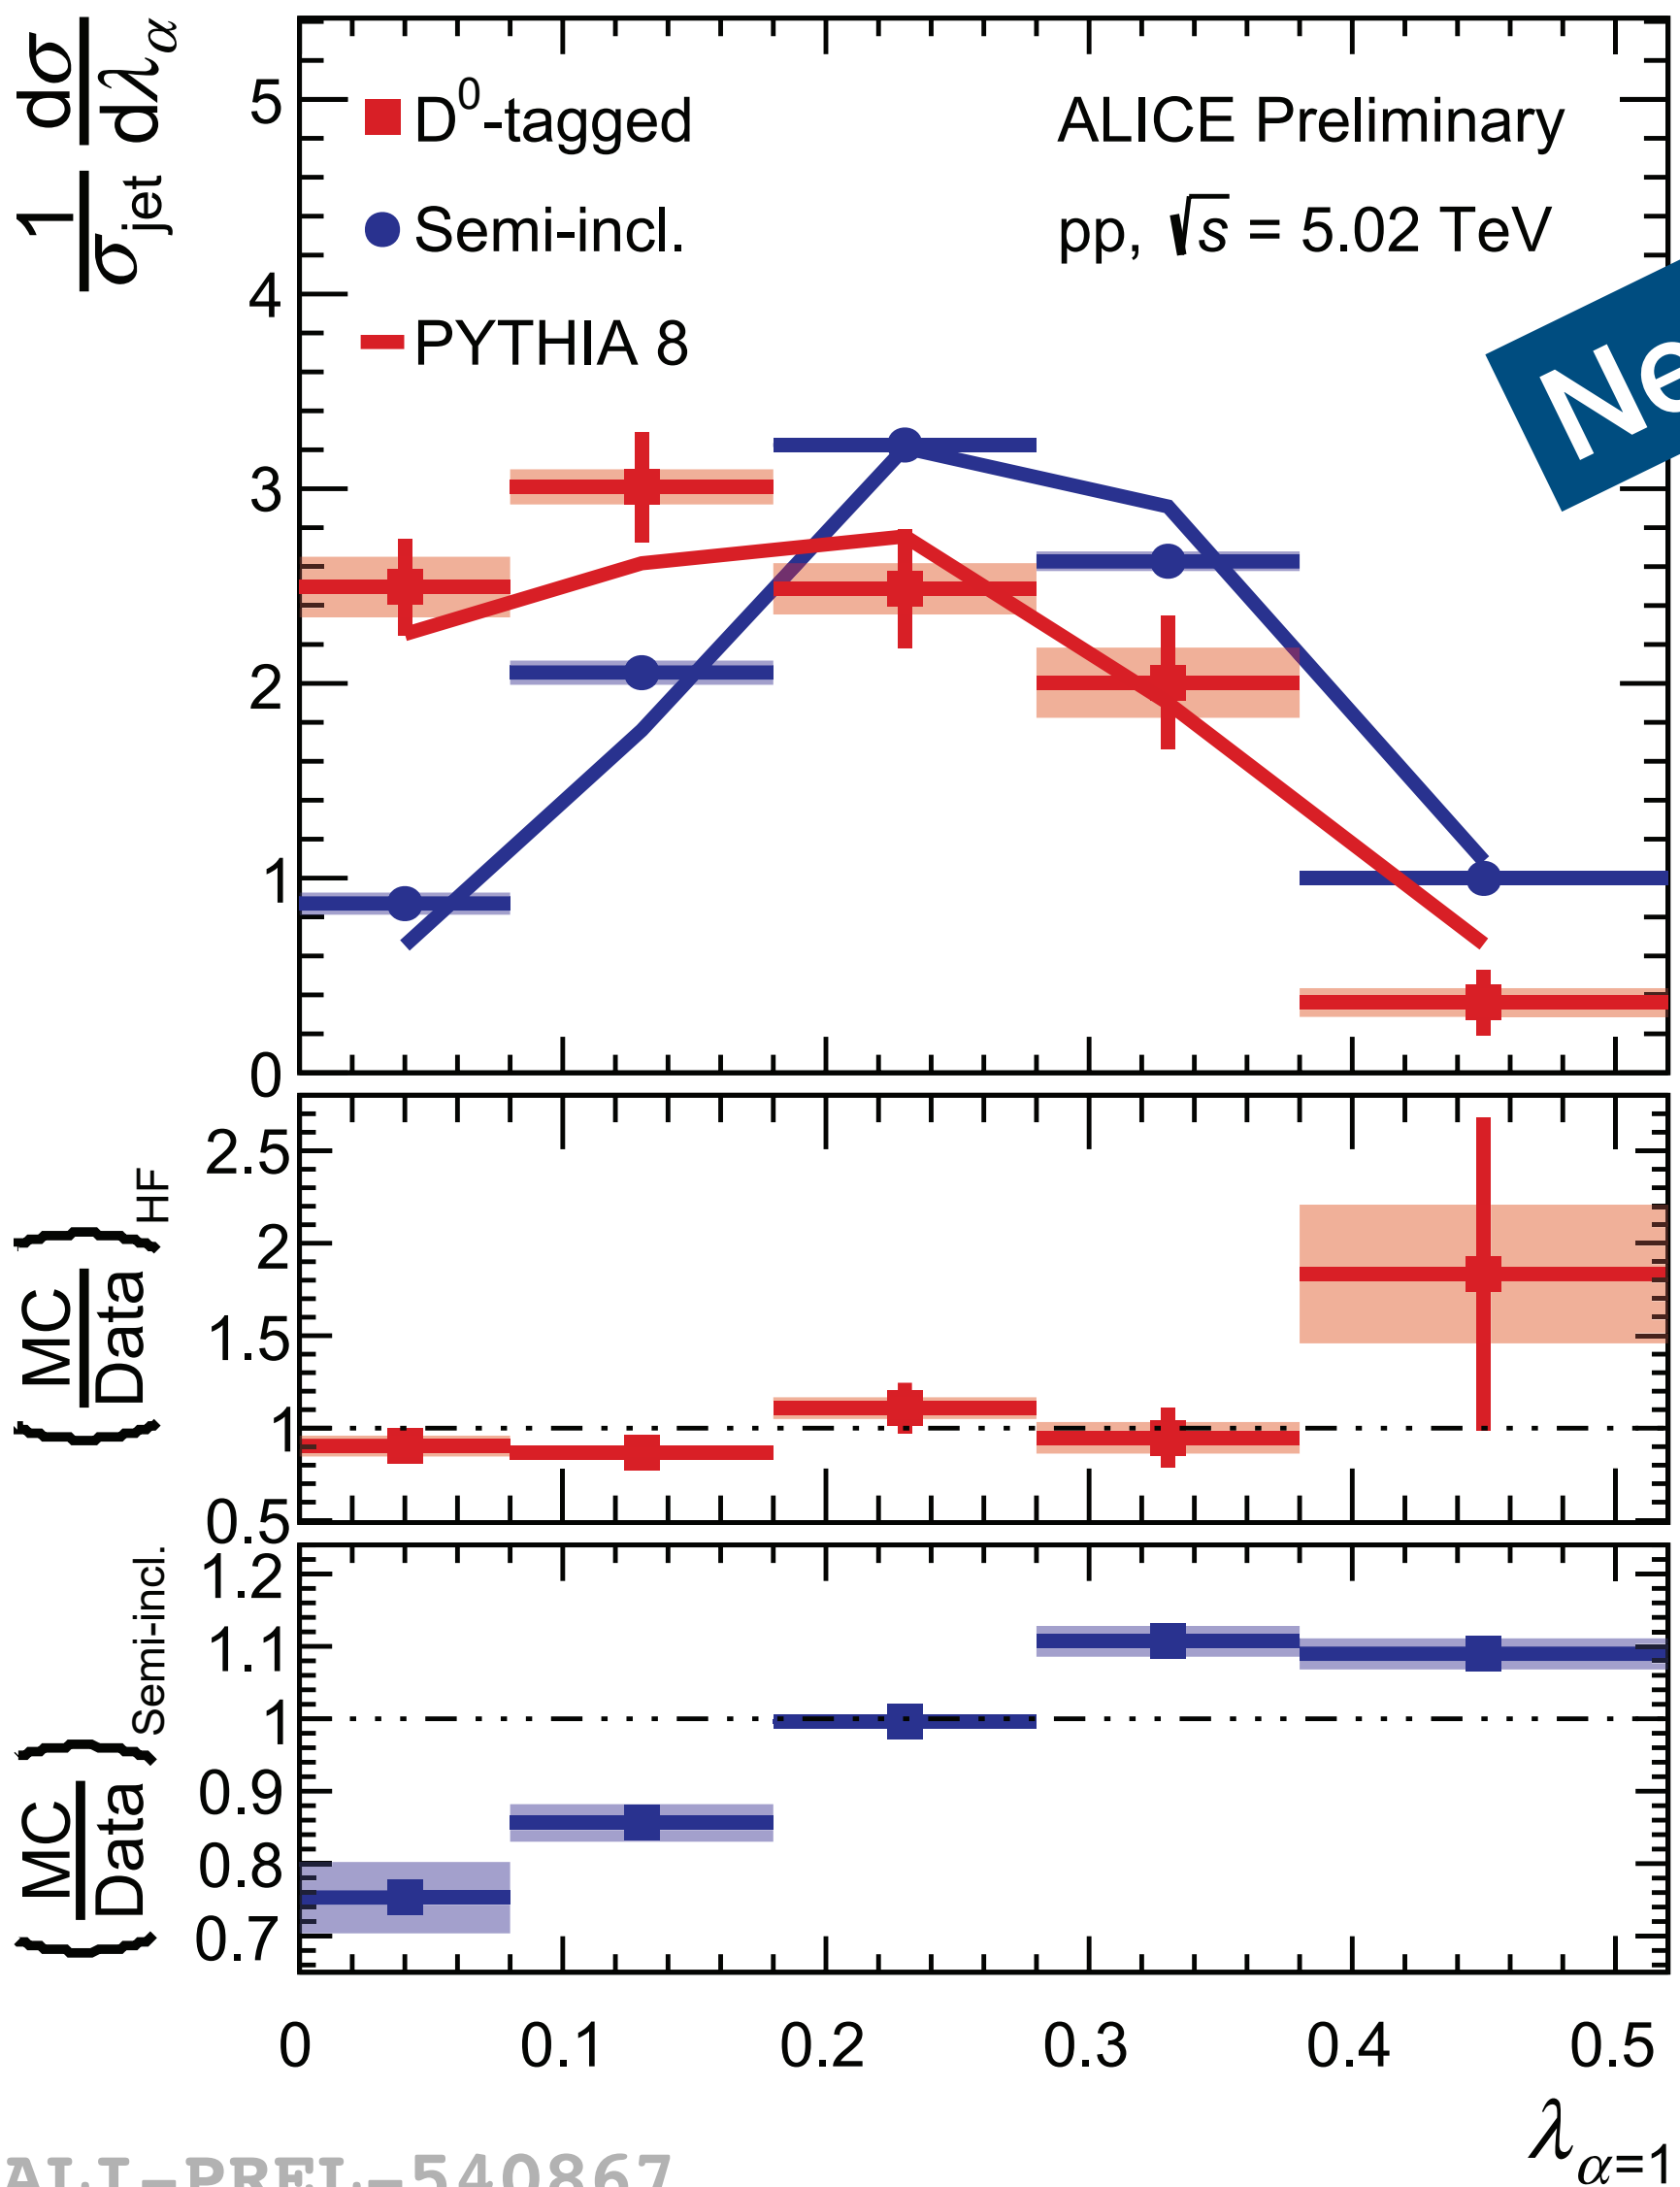 1/σjet dσ/dλα
5
4
3
2
1
0
D⁰-tagged
Semi-incl.
PYTHIA 8
ALICE Preliminary
pp, √s = 5.02 TeV
(MC/Data)HF
2.5
2
1.5
1
0.5
(MC/Data)Semi-incl.
1.2
1.1
1
0.9
0.8
0.7
0 0.1 0.2 0.3 0.4 0.5
λα=1
ALI-PREL-540867